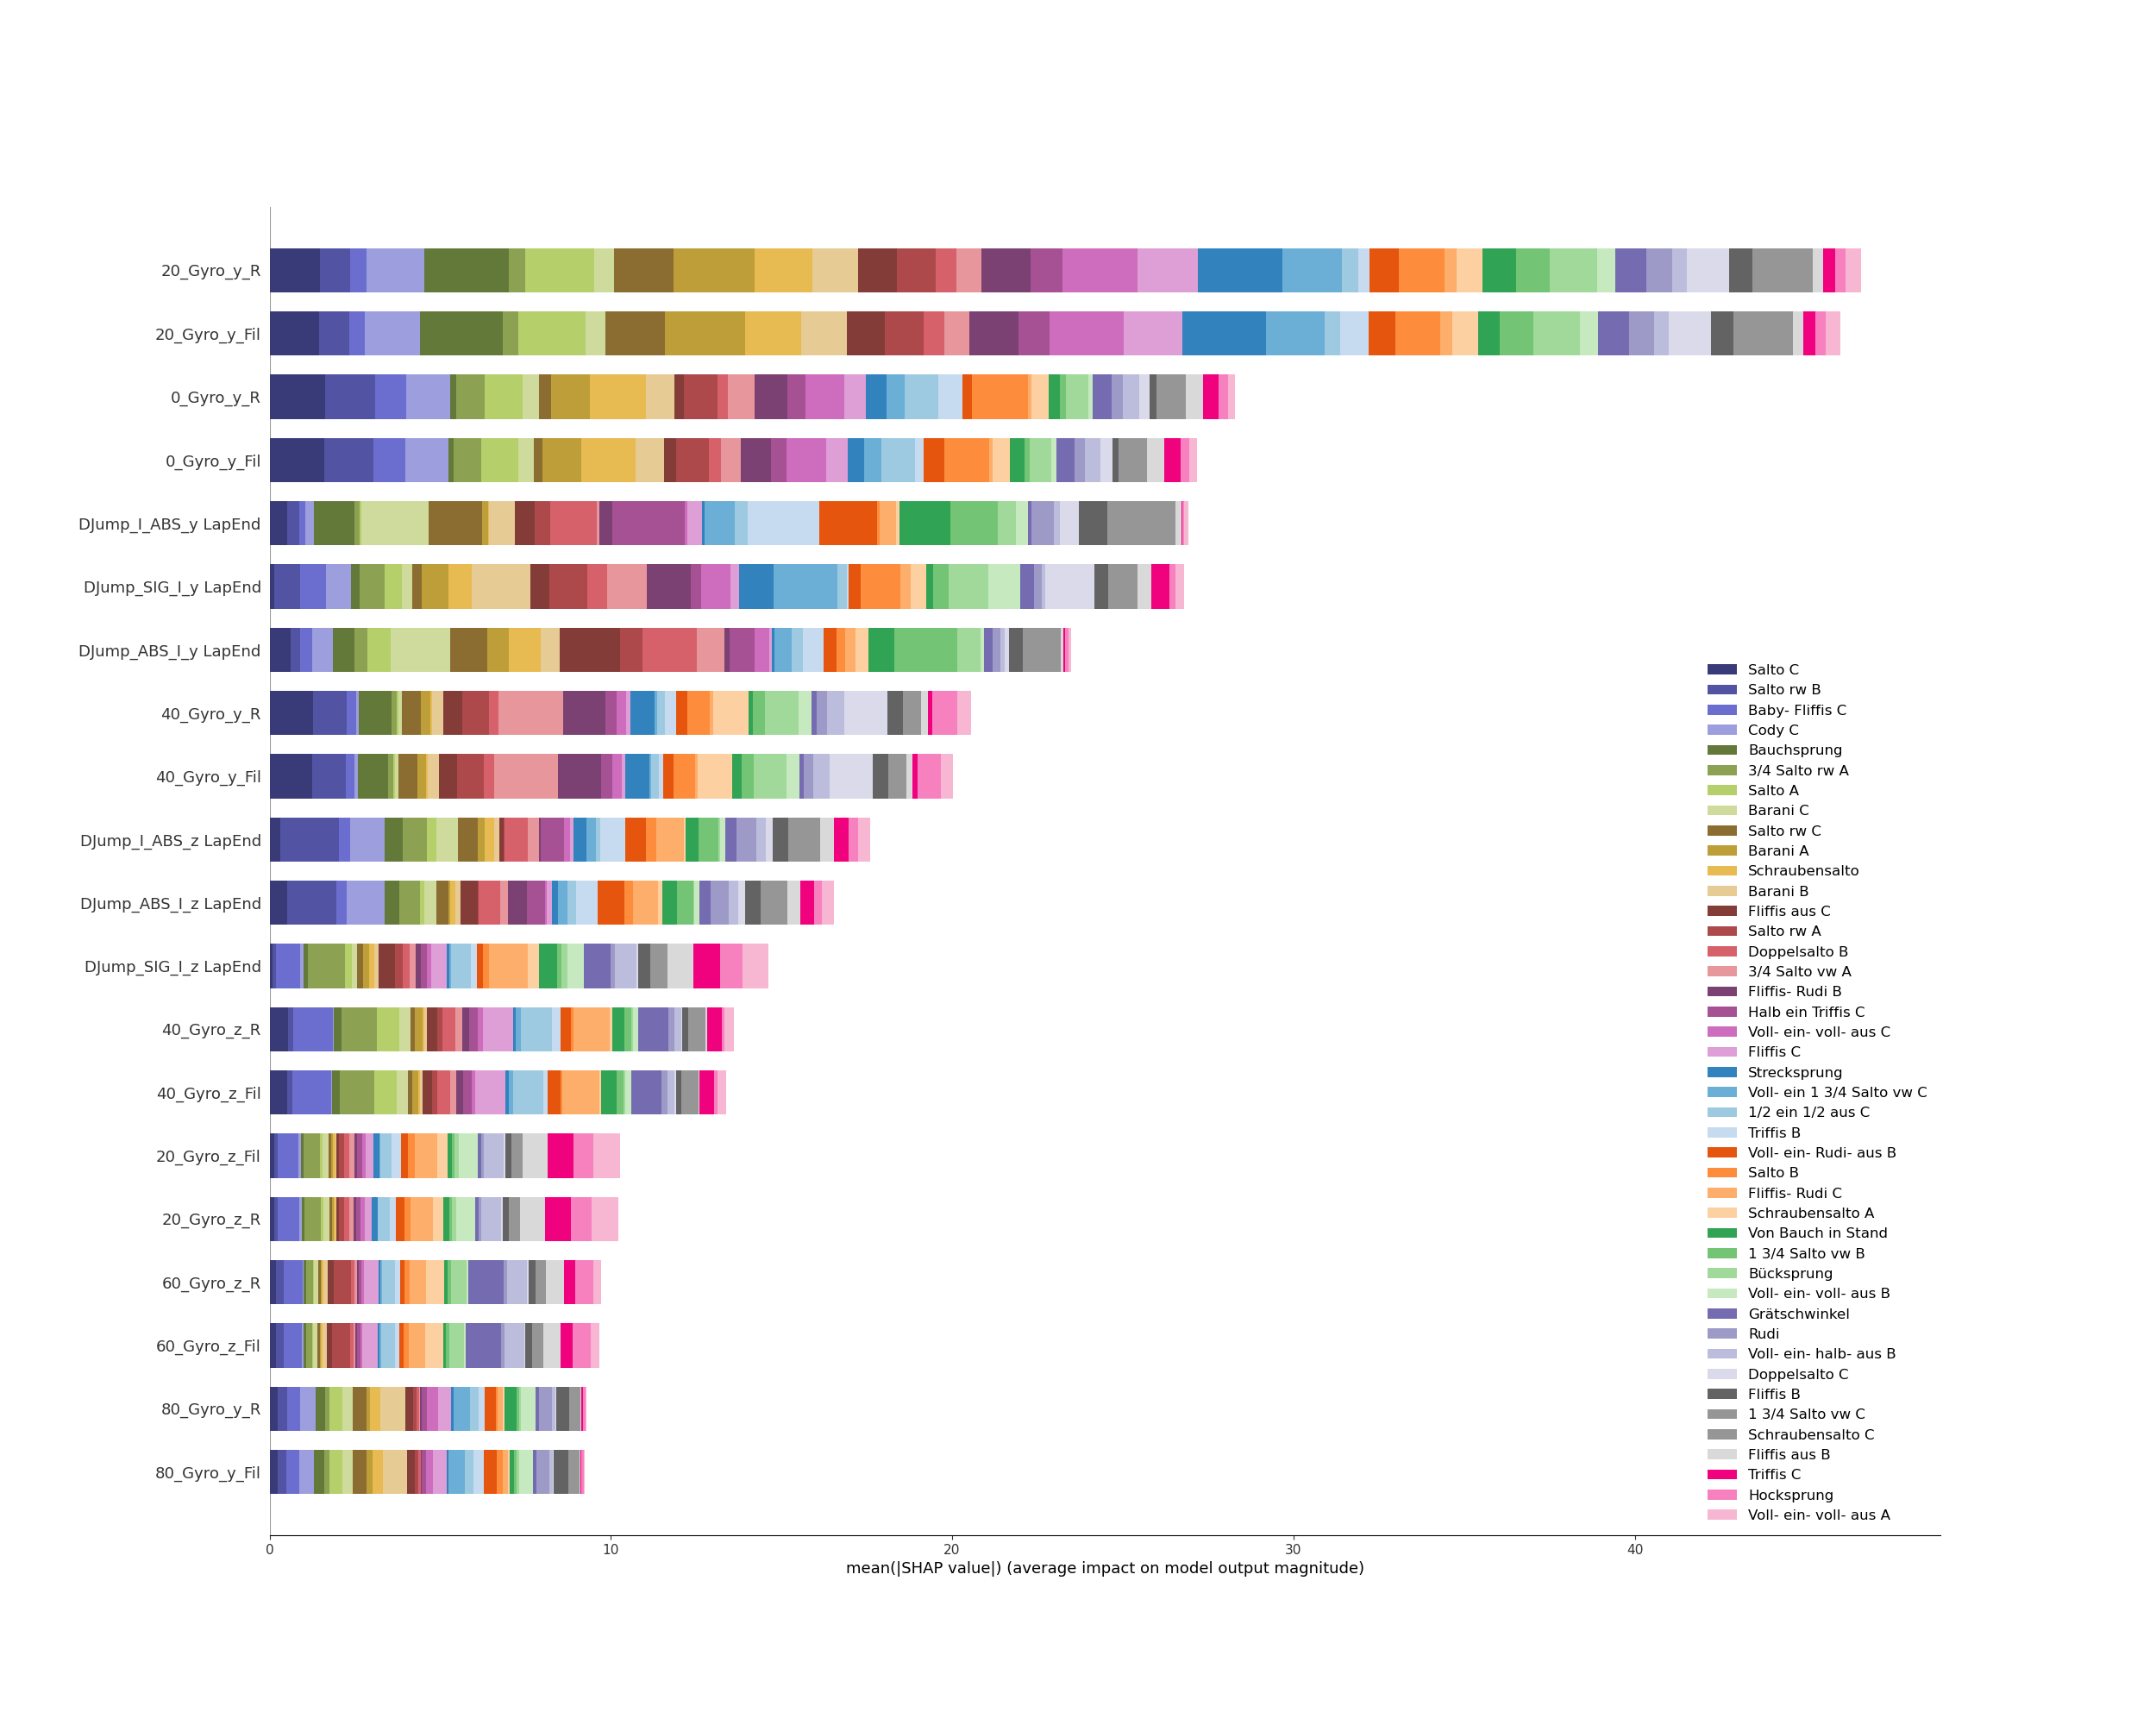 20_Gyro_y_R
20_Gyro_y_Fil
0_Gyro_y_R
0_Gyro_y_Fil
DJump_I_ABS_y LapEnd
DJump_SIG_I_y LapEnd
DJump_ABS_I_y LapEnd
40_Gyro_y_R
40_Gyro_y_Fil
DJump_I_ABS_z LapEnd
DJump_ABS_I_z LapEnd
DJump_SIG_I_z LapEnd
40_Gyro_z_R
40_Gyro_z_Fil
20_Gyro_z_Fil
20_Gyro_z_R
60_Gyro_z_R
60_Gyro_z_Fil
80_Gyro_y_R
80_Gyro_y_Fil
Salto C
Salto rw B
Baby- Fliffis C
Cody C
Bauchsprung
3/4 Salto rw A
Salto A
Barani C
Salto rw C
Barani A
Schraubensalto
Barani B
Fliffis aus C
Salto rw A
Doppelsalto B
3/4 Salto vw A
Fliffis- Rudi B
Halb ein Triffis C
Voll- ein- voll- aus C
Fliffis C
Strecksprung
Voll- ein 1 3/4 Salto vw C
1/2 ein 1/2 aus C
Triffis B
Voll- ein- Rudi- aus B
Salto B
Fliffis- Rudi C
Schraubensalto A
Von Bauch in Stand
1 3/4 Salto vw B
Bücksprung
Voll- ein- voll- aus B
Grätschwinkel
Rudi
Voll- ein- halb- aus B
Doppelsalto C
Fliffis B
1 3/4 Salto vw C
Schraubensalto C
Fliffis aus B
Triffis C
Hocksprung
Voll- ein- voll- aus A
0 10 20 30 40
mean(|SHAP value|) (average impact on model output magnitude)